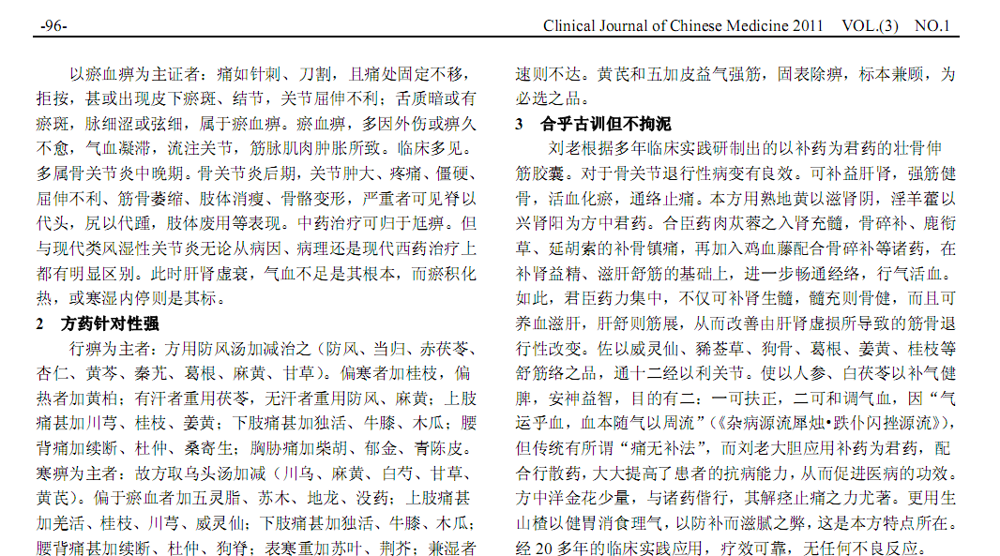 -96-
Clinical Journal of Chinese Medicine 2011 VOL.(3) NO.1
以瘀血痹为主证者：痛如针刺、刀割，且痛处固定不移，
拒按，甚或出现皮下瘀斑、结节，关节屈伸不利；舌质暗或有
瘀斑，脉细涩或弦细，属于瘀血痹。瘀血痹，多因外伤或痹久
不愈，气血凝滞，流注关节，筋脉肌肉肿胀所致。临床多见。
多属骨关节炎中晚期。骨关节炎后期，关节肿大、疼痛、僵硬、
屈伸不利、筋骨萎缩、肢体消瘦、骨骼变形，严重者可见脊以
代头，尻以代踵，肢体废用等表现。中药治疗可归于尪痹。但
与现代类风湿性关节炎无论从病因、病理还是现代西药治疗上
都有明显区别。此时肝肾虚衰，气血不足是其根本，而瘀积化
热，或寒湿内停则是其标。
2 方药针对性强
行痹为主者：方用防风汤加减治之（防风、当归、赤茯苓、
杏仁、黄芩、秦艽、葛根、麻黄、甘草）。偏寒者加桂枝，偏
热者加黄柏；有汗者重用茯苓，无汗者重用防风、麻黄；上肢
痛甚加川芎、桂枝、姜黄；下肢痛甚加独活、牛膝、木瓜；腰
背痛加续断、杜仲、桑寄生；胸胁痛加柴胡、郁金、青陈皮。
寒痹为主者：故方取乌头汤加减（川乌、麻黄、白芍、甘草、
黄芪）。偏于瘀血者加五灵脂、苏木、地龙、没药；上肢痛甚
加羌活、桂枝、川芎、威灵仙；下肢痛甚加独活、牛膝、木瓜；
腰背痛甚加续断、杜仲、狗脊；表寒重加苏叶、荆芥；兼湿者
速则不达。黄芪和五加皮益气强筋，固表除痹，标本兼顾，为
必选之品。
3 合乎古训但不拘泥
刘老根据多年临床实践研制出的以补药为君药的壮骨伸
筋胶囊。对于骨关节退行性病变有良效。可补益肝肾，强筋健
骨，活血化瘀，通络止痛。本方用熟地黄以滋肾阴，淫羊藿以
兴肾阳为方中君药。合臣药肉苁蓉之入肾充髓，骨碎补、鹿衔
草、延胡索的补骨镇痛，再加入鸡血藤配合骨碎补等诸药，在
补肾益精、滋肝舒筋的基础上，进一步畅通经络，行气活血。
如此，君臣药力集中，不仅可补肾生髓，髓充则骨健，而且可
养血滋肝，肝舒则筋展，从而改善由肝肾虚损所导致的筋骨退
行性改变。佐以威灵仙、豨莶草、狗骨、葛根、姜黄、桂枝等
舒筋络之品，通十二经以利关节。使以人参、白茯苓以补气健
脾，安神益智，目的有二：一可扶正，二可和调气血，因“气
运乎血，血本随气以周流”（《杂病源流犀烛•跌仆闪挫源流》），
但传统有所谓“痛无补法”，而刘老大胆应用补药为君药，配
合行散药，大大提高了患者的抗病能力，从而促进医病的功效。
方中洋金花少量，与诸药偕行，其解痉止痛之力尤著。更用生
山楂以健胃消食理气，以防补而滋腻之弊，这是本方特点所在。
经 20 多年的临床实践应用，疗效可靠，无任何不良反应。